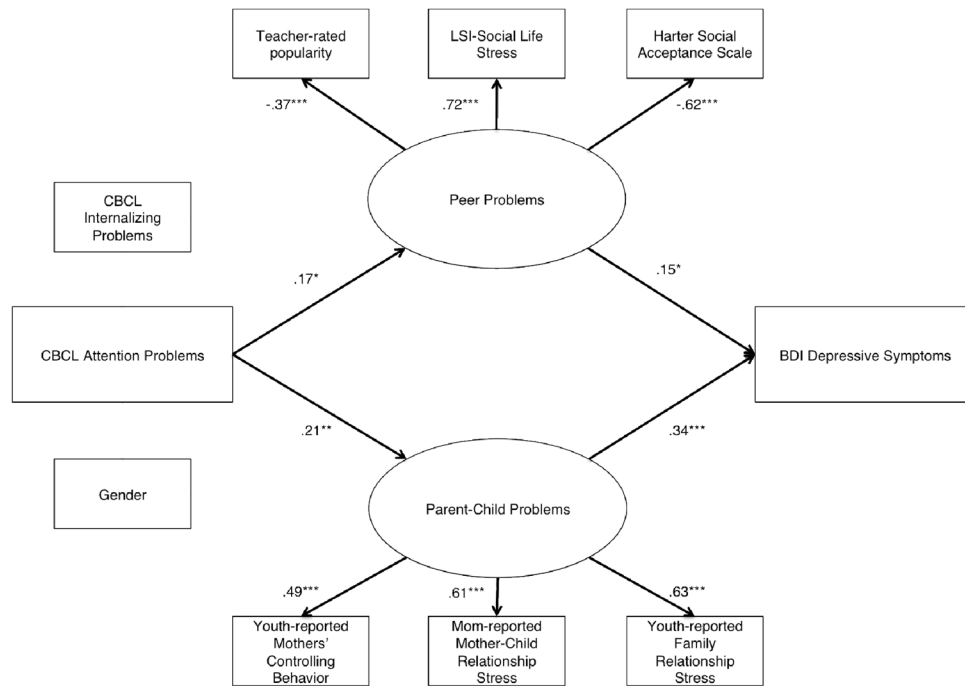 Teacher-rated
popularity
LSI-Social Life
Stress
Harter Social
Acceptance Scale
-.37***
.72***
-.62***
Peer Problems
CBCL
Internalizing
Problems
.17*
.15*
CBCL Attention Problems
BDI Depressive Symptoms
.21**
.34***
Gender
Parent-Child Problems
.49***
.61***
.63***
Youth-reported
Mothers'
Controlling
Behavior
Mom-reported
Mother-Child
Relationship
Stress
Youth-reported
Family
Relationship
Stress